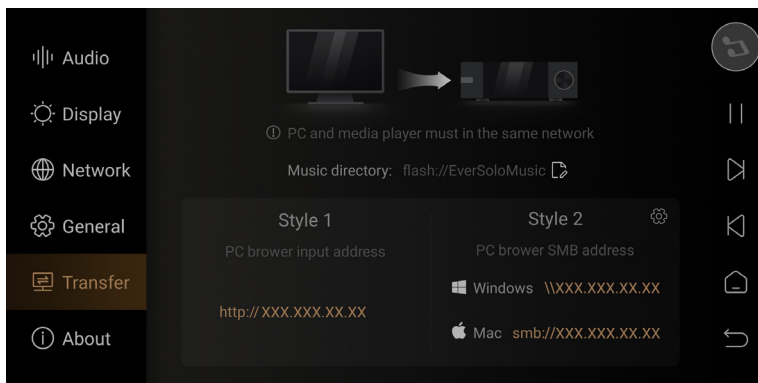 Audio
Display
Network
General
Transfer
About
PC and media player must in the same network
Music directory: flash://EverSoloMusic
Style 1
PC brower input address
http://XXX.XXX.XX.XX
Style 2
PC brower SMB address
Windows \\XXX.XXX.XX.XX
Mac smb://XXX.XXX.XX.XX